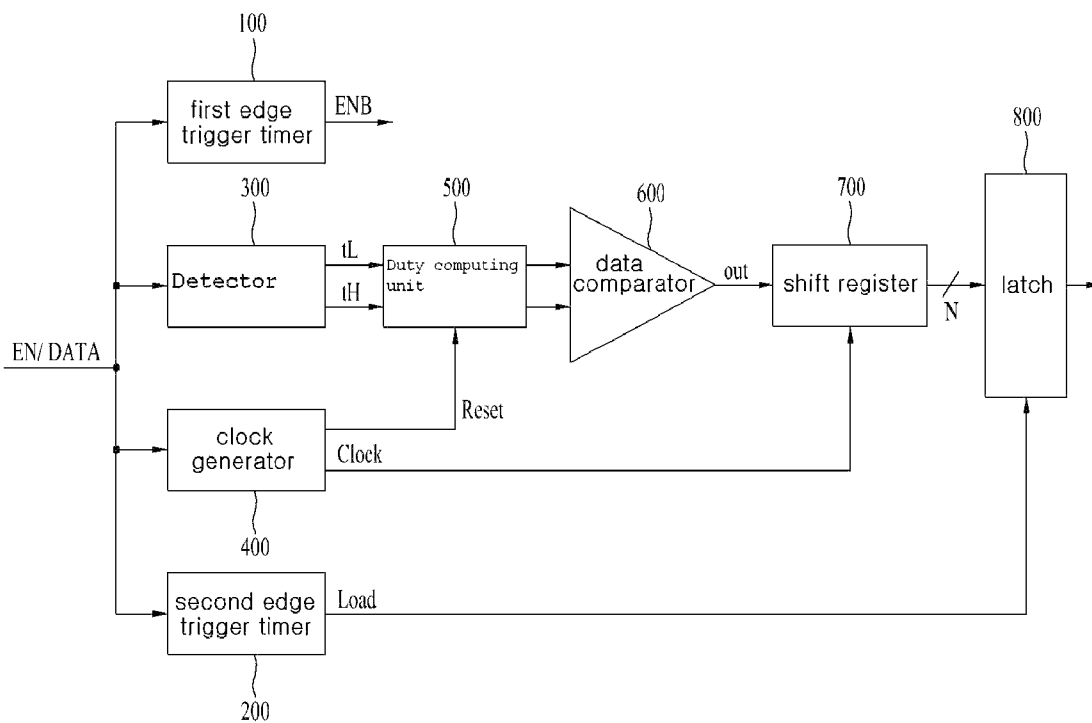 100
first edge
trigger timer
ENB
300
Detector
tL
tH
500
Duty computing
unit
600
data
comparator
out
700
shift register
N
800
latch
EN/ DATA
clock
generator
400
Reset
Clock
second edge
trigger timer
200
Load